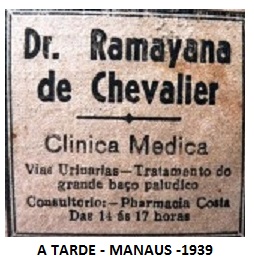 Dr. Ramayana
de Chevalier
Clinica Medica
Vias Urinarias—Tratamento do
grande baço paludico
Consultorio:—Pharmacia Costa
Das 14 ás 17 horas
A TARDE - MANAUS -1939